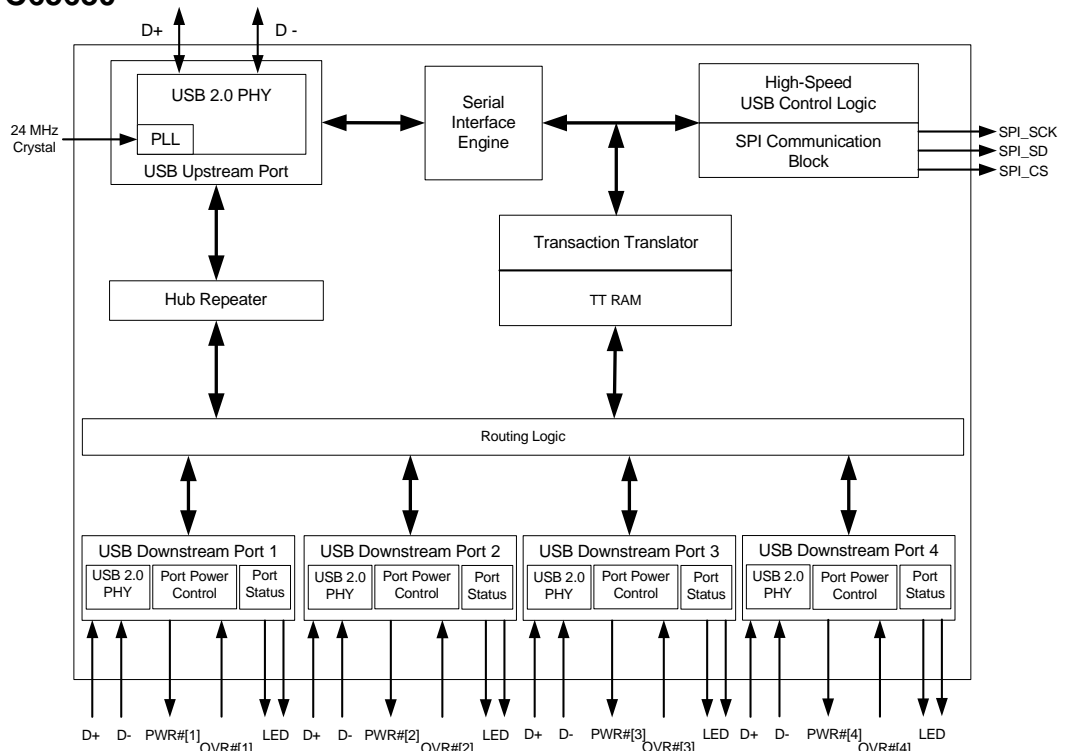 D+ D -
USB 2.0 PHY
PLL
USB Upstream Port
24 MHz
Crystal
Serial
Interface
Engine
High-Speed
USB Control Logic
SPI Communication
Block
SPI_SCK
SPI_SD
SPI_CS
Transaction Translator
TT RAM
Hub Repeater
Routing Logic
USB Downstream Port 1
USB 2.0
PHY
Port Power
Control
Port
Status
USB Downstream Port 2
USB 2.0
PHY
Port Power
Control
Port
Status
USB Downstream Port 3
USB 2.0
PHY
Port Power
Control
Port
Status
USB Downstream Port 4
USB 2.0
PHY
Port Power
Control
Port
Status
D+ D- PWR#[1] OVR#[1] LED
D+ D- PWR#[2] OVR#[2] LED
D+ D- PWR#[3] OVR#[3] LED
D+ D- PWR#[4] OVR#[4] LED